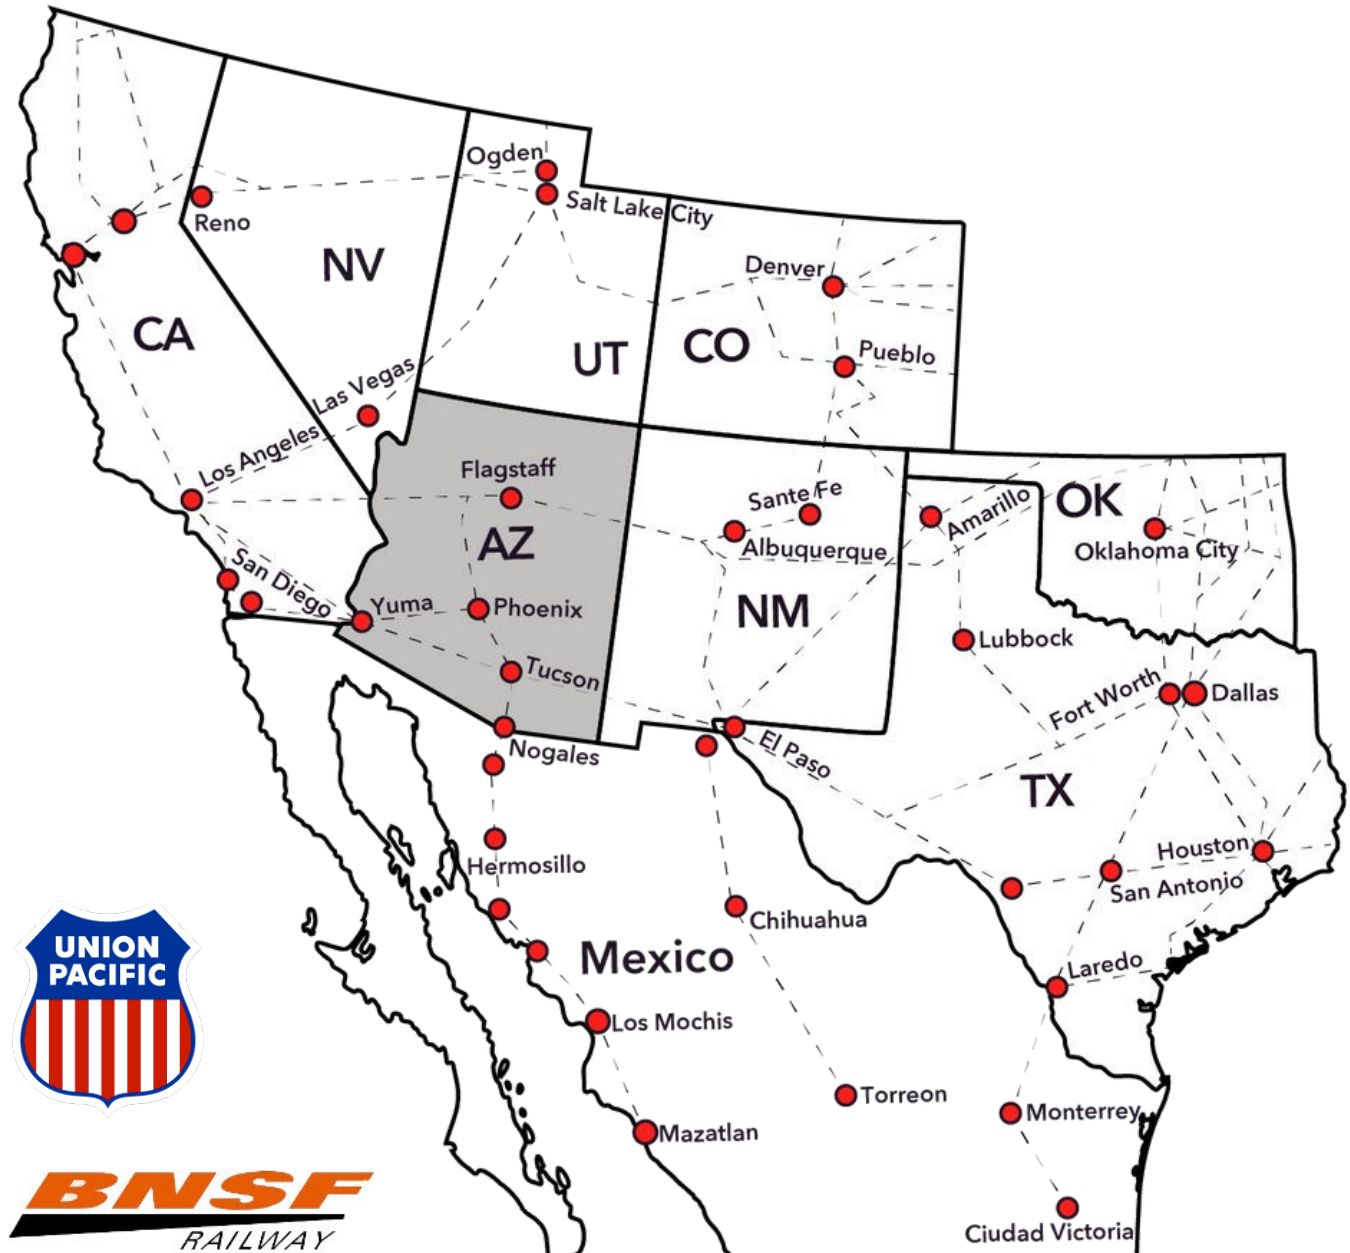 Ogden
Salt Lake City
Reno
NV
Denver
CA
UT
CO
Pueblo
Las Vegas
Los Angeles
Flagstaff
Sante Fe
Amarillo
OK
AZ
Albuquerque
Oklahoma City
San Diego
Yuma
Phoenix
NM
Lubbock
Tucson
Fort Worth
Dallas
Nogales
El Paso
TX
Hermosillo
Houston
San Antonio
Chihuahua
Mexico
Laredo
UNION
PACIFIC
Los Mochis
Torreon
Monterrey
Mazatlan
BNSF
RAILWAY
Ciudad Victoria